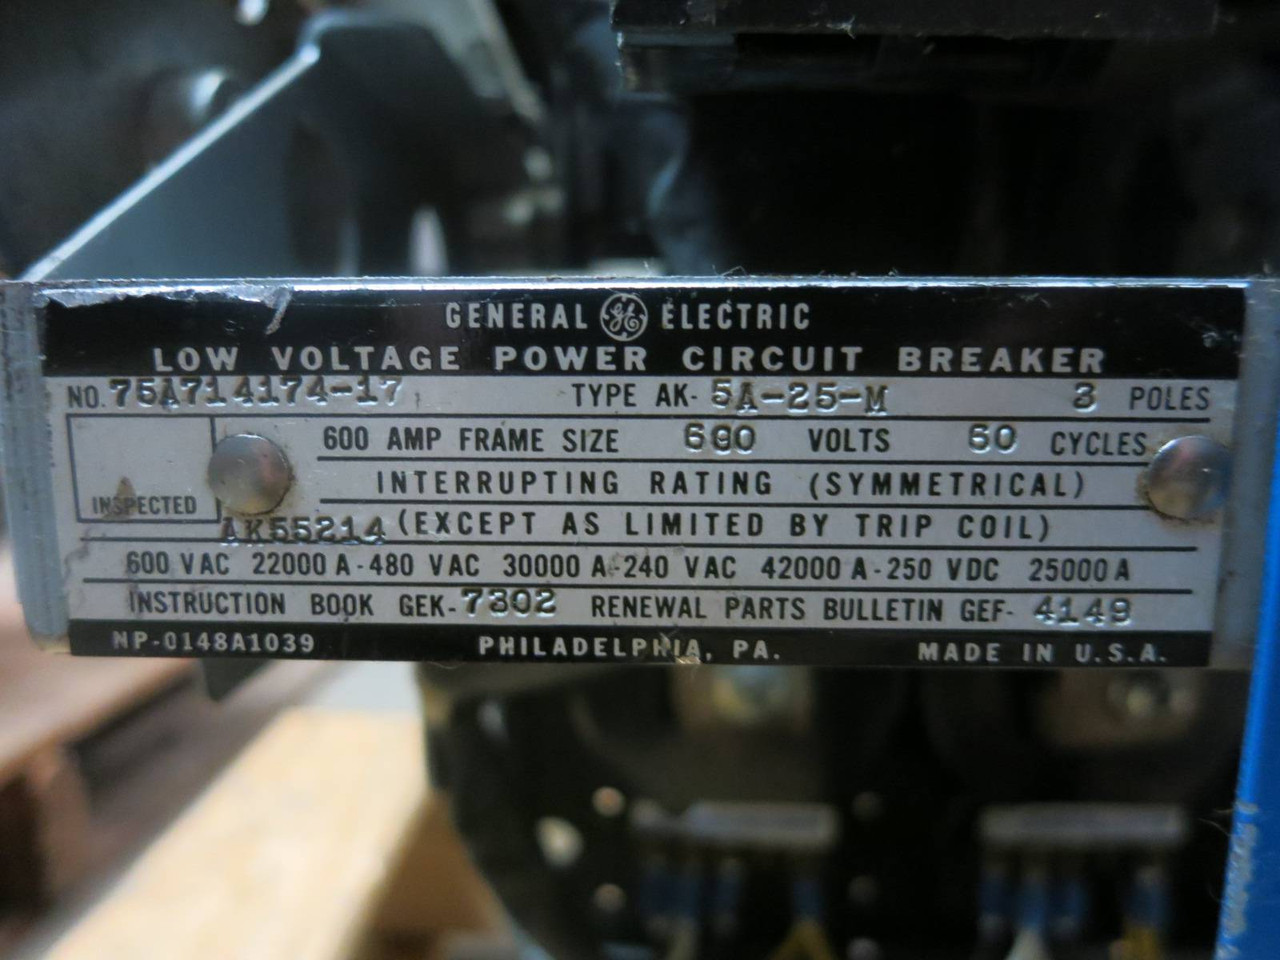 GENERAL GE ELECTRIC
LOW VOLTAGE POWER CIRCUIT BREAKER
NO. 75A714174-17 TYPE AK- 5A-25-M 3 POLES
600 AMP FRAME SIZE 600 VOLTS 60 CYCLES
INTERRUPTING RATING (SYMMETRICAL)
INSPECTED
AK55214 (EXCEPT AS LIMITED BY TRIP COIL)
600 VAC 22000 A-480 VAC 30000 A-240 VAC 42000 A-250 VDC 25000 A
INSTRUCTION BOOK GEK-7302 RENEWAL PARTS BULLETIN GEF- 4149
NP-0148A1039 PHILADELPHIA, PA. MADE IN U.S.A.